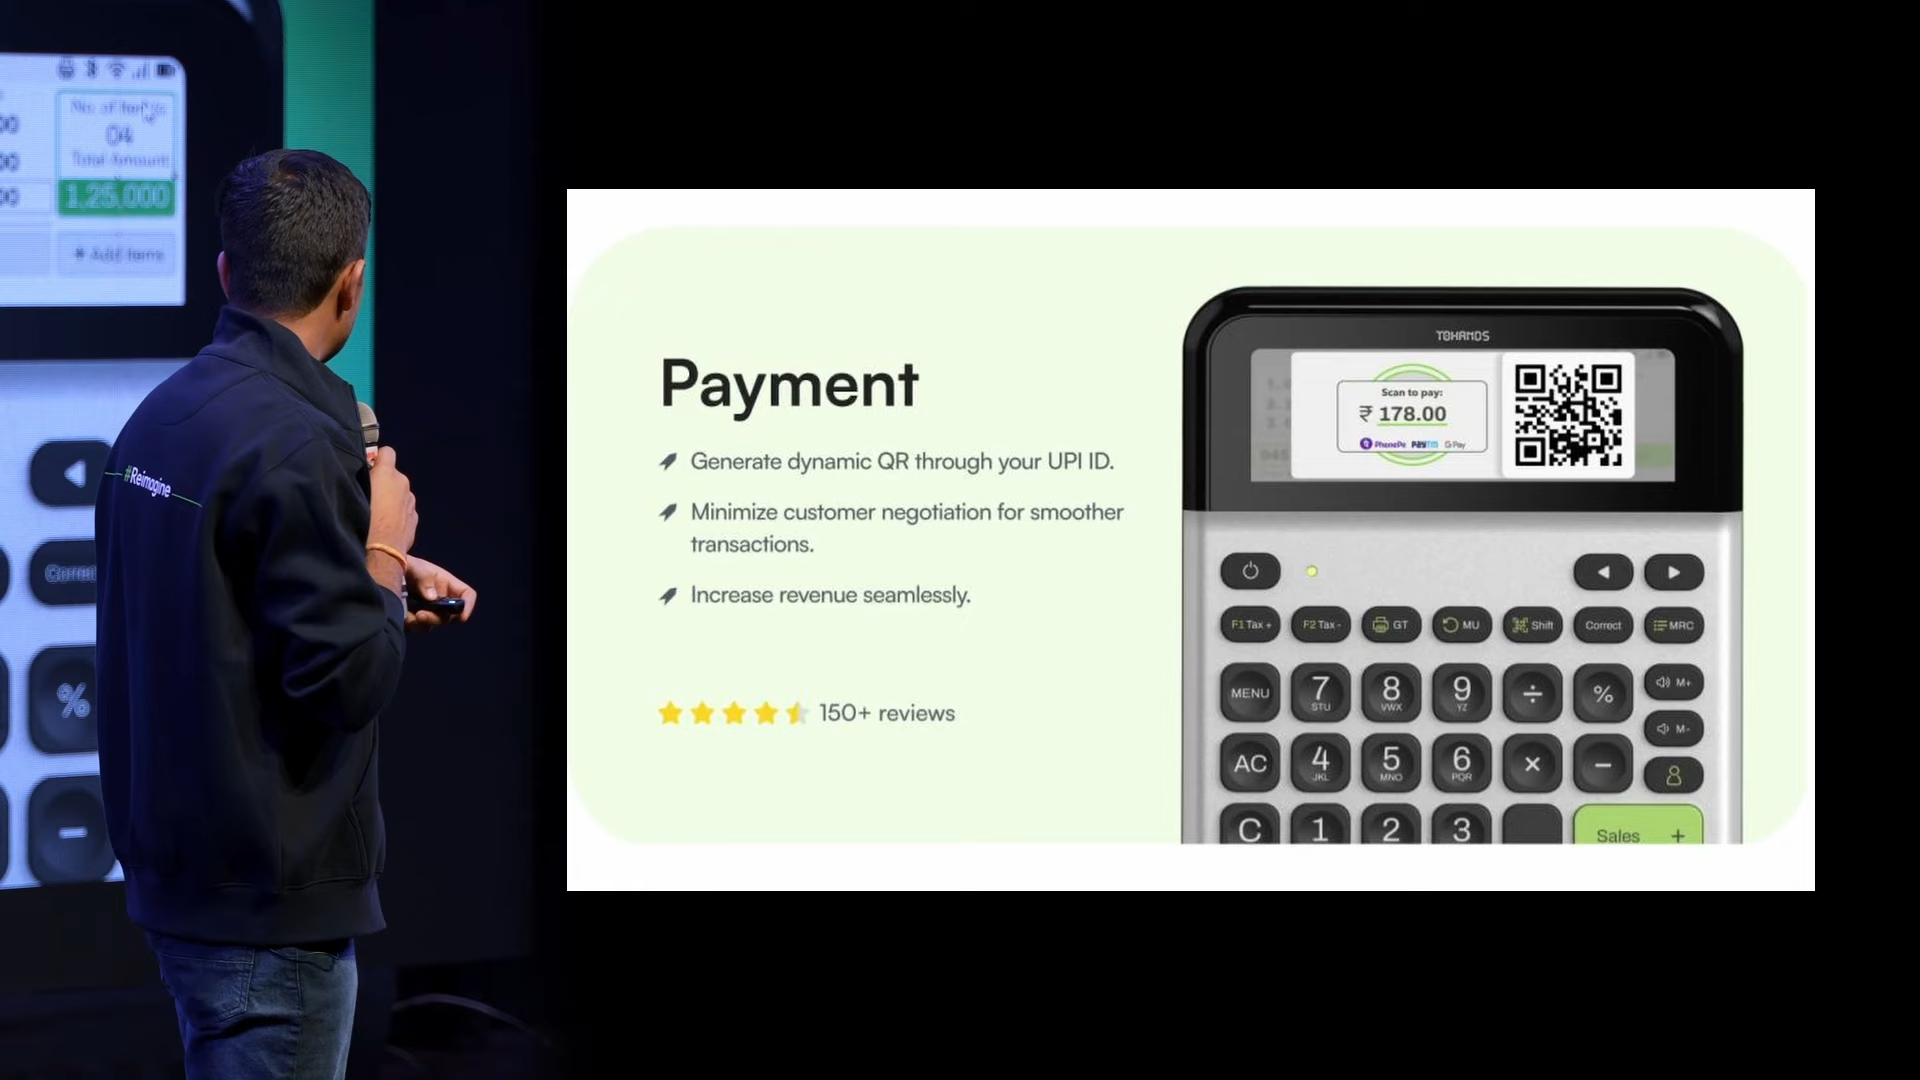 No. of Items
04
Total Amount
1,25,000
+ Add Items
#Reimagine
Correct
%
Payment
Generate dynamic QR through your UPI ID.
Minimize customer negotiation for smoother
transactions.
Increase revenue seamlessly.
150+ reviews
TOHANDS
Scan to pay:
₹ 178.00
PhonePe Paytm G Pay
F1 Tax + F2 Tax - GT MU Shift Correct MRC
MENU 7 8 9 ÷ % M+
STU VWX YZ
M-
AC 4 5 6 × −
JKL MNO PQR
C 1 2 3 Sales +